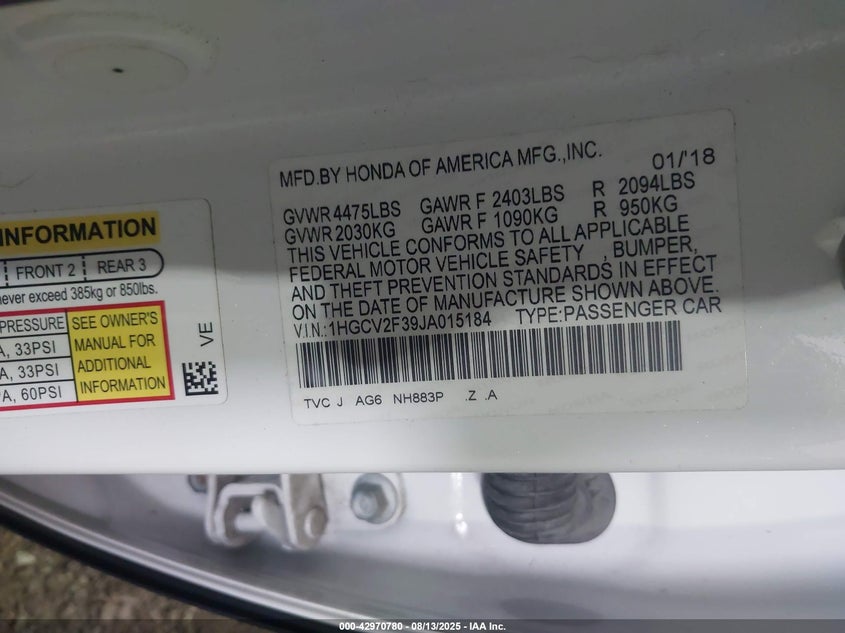 MFD.BY HONDA OF AMERICA MFG.,INC. 01/'18
GVWR 4475LBS GAWR F 2403LBS R 2094LBS
GVWR 2030KG GAWR F 1090KG R 950KG
THIS VEHICLE CONFORMS TO ALL APPLICABLE
FEDERAL MOTOR VEHICLE SAFETY , BUMPER,
AND THEFT PREVENTION STANDARDS IN EFFECT
ON THE DATE OF MANUFACTURE SHOWN ABOVE.
V.I.N.:1HGCV2F39JA015184 TYPE:PASSENGER CAR
TVC J AG6 NH883P .Z .A
INFORMATION
FRONT 2 REAR 3
never exceed 385kg or 850lbs.
PRESSURE
A, 33PSI
A, 33PSI
A, 60PSI
SEE OWNER'S
MANUAL FOR
ADDITIONAL
INFORMATION
VE
000-42970780 - 08/13/2025 - IAA Inc.